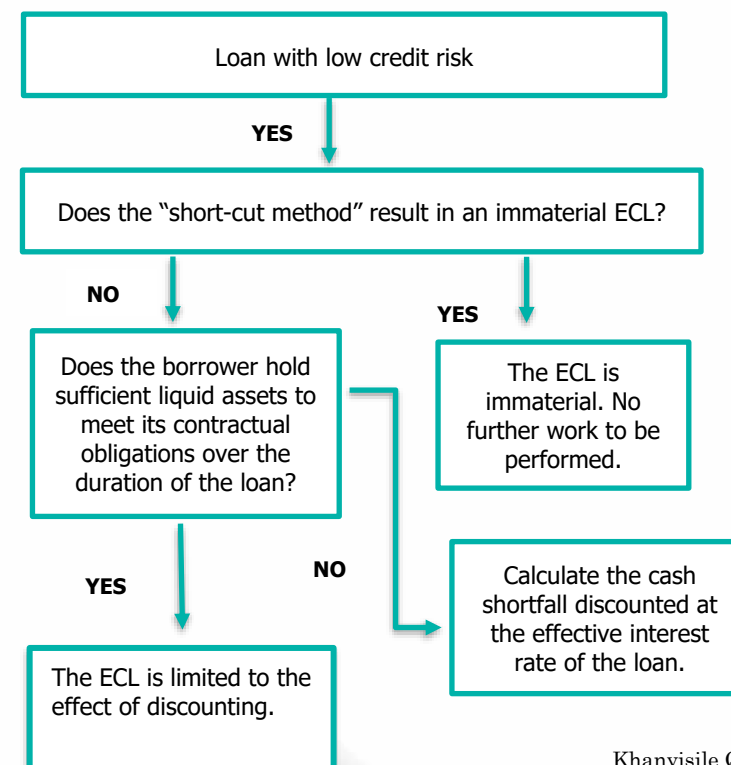 Loan with low credit risk
YES
Does the “short-cut method” result in an immaterial ECL?
NO
YES
Does the borrower hold
sufficient liquid assets to
meet its contractual
obligations over the
duration of the loan?
The ECL is
immaterial. No
further work to be
performed.
YES
NO
Calculate the cash
shortfall discounted at
the effective interest
rate of the loan.
The ECL is limited to the
effect of discounting.
Khanyisile